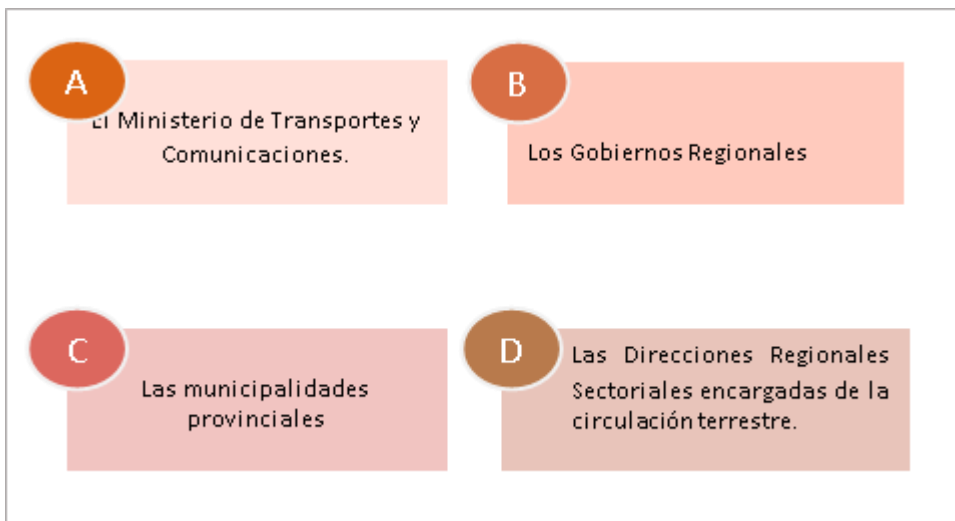 A
El Ministerio de Transportes y
Comunicaciones.
B
Los Gobiernos Regionales
C
Las municipalidades
provinciales
D
Las Direcciones Regionales
Sectoriales encargadas de la
circulación terrestre.